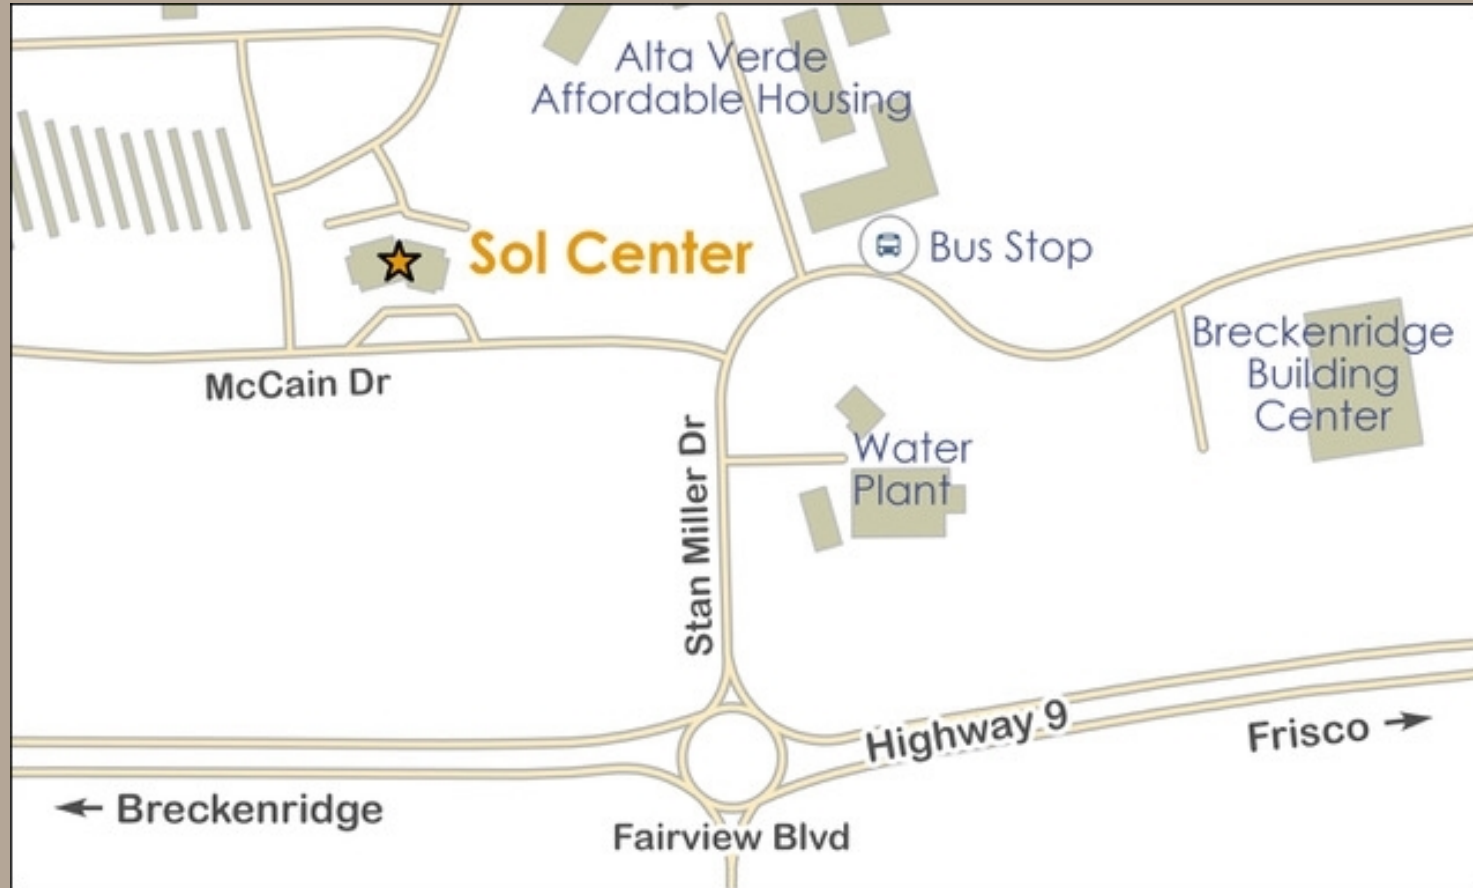 Alta Verde
Affordable Housing
Sol Center
Bus Stop
Breckenridge
Building
Center
McCain Dr
Stan Miller Dr
Water
Plant
Highway 9
Frisco
Breckenridge
Fairview Blvd